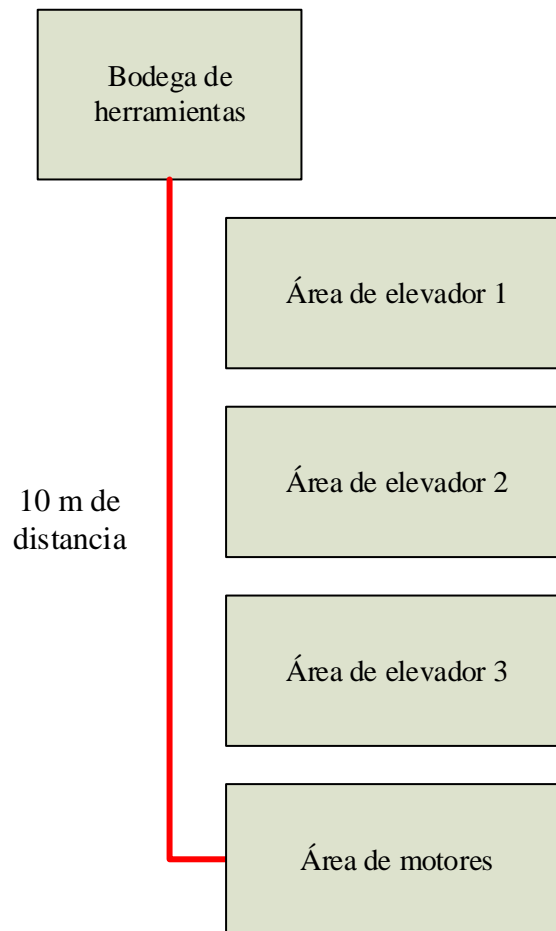 Bodega de
herramientas
Área de elevador 1
Área de elevador 2
10 m de
distancia
Área de elevador 3
Área de motores